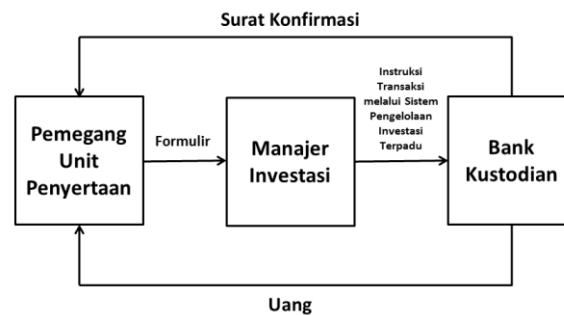 Surat Konfirmasi
Pemegang
Unit
Penyertaan
Formulir
Manajer
Investasi
Instruksi
Transaksi
melalui Sistem
Pengelolaan
Investasi
Terpadu
Bank
Kustodian
Uang